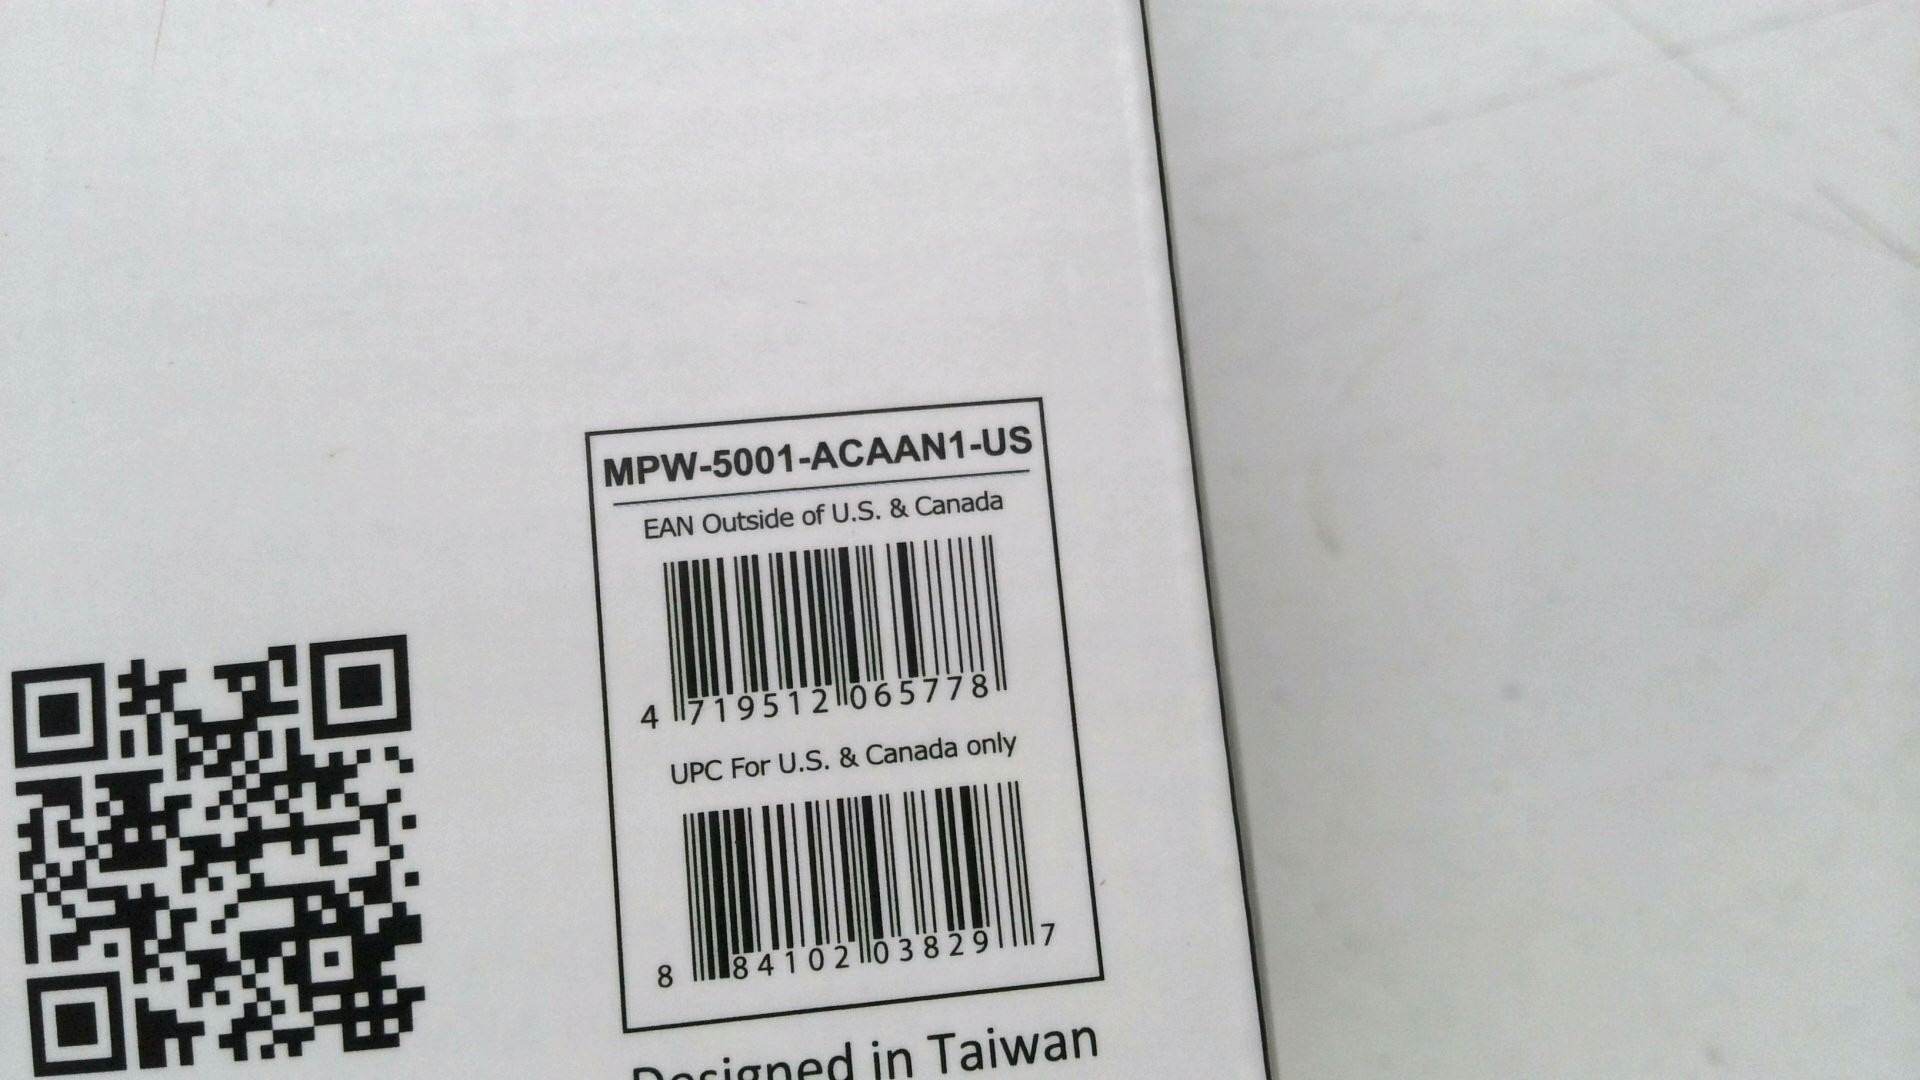 MPW-5001-ACAAN1-US
EAN Outside of U.S. & Canada
4 719512 065778
UPC For U.S. & Canada only
8 84102 03829 7
Designed in Taiwan